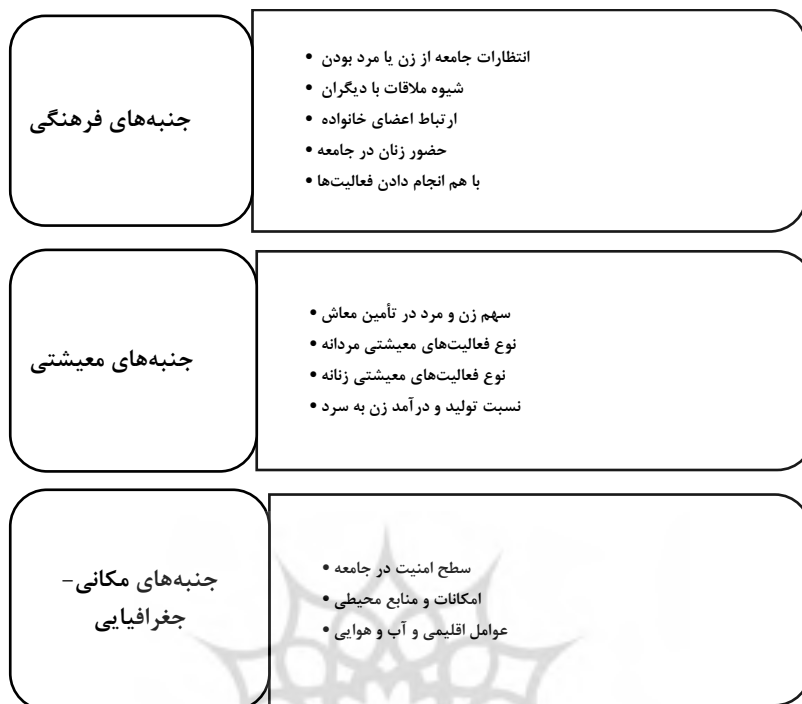 جنبه‌های فرهنگی
• انتظارات جامعه از زن یا مرد بودن
• شیوه ملاقات با دیگران
• ارتباط اعضای خانواده
• حضور زنان در جامعه
• با هم انجام دادن فعالیت‌ها
جنبه‌های معیشتی
• سهم زن و مرد در تأمین معاش
• نوع فعالیت‌های معیشتی مردانه
• نوع فعالیت‌های معیشتی زنانه
• نسبت تولید و درآمد زن به سرد
جنبه‌های مکانی-
جغرافیایی
• سطح امنیت در جامعه
• امکانات و منابع محیطی
• عوامل اقلیمی و آب و هوایی